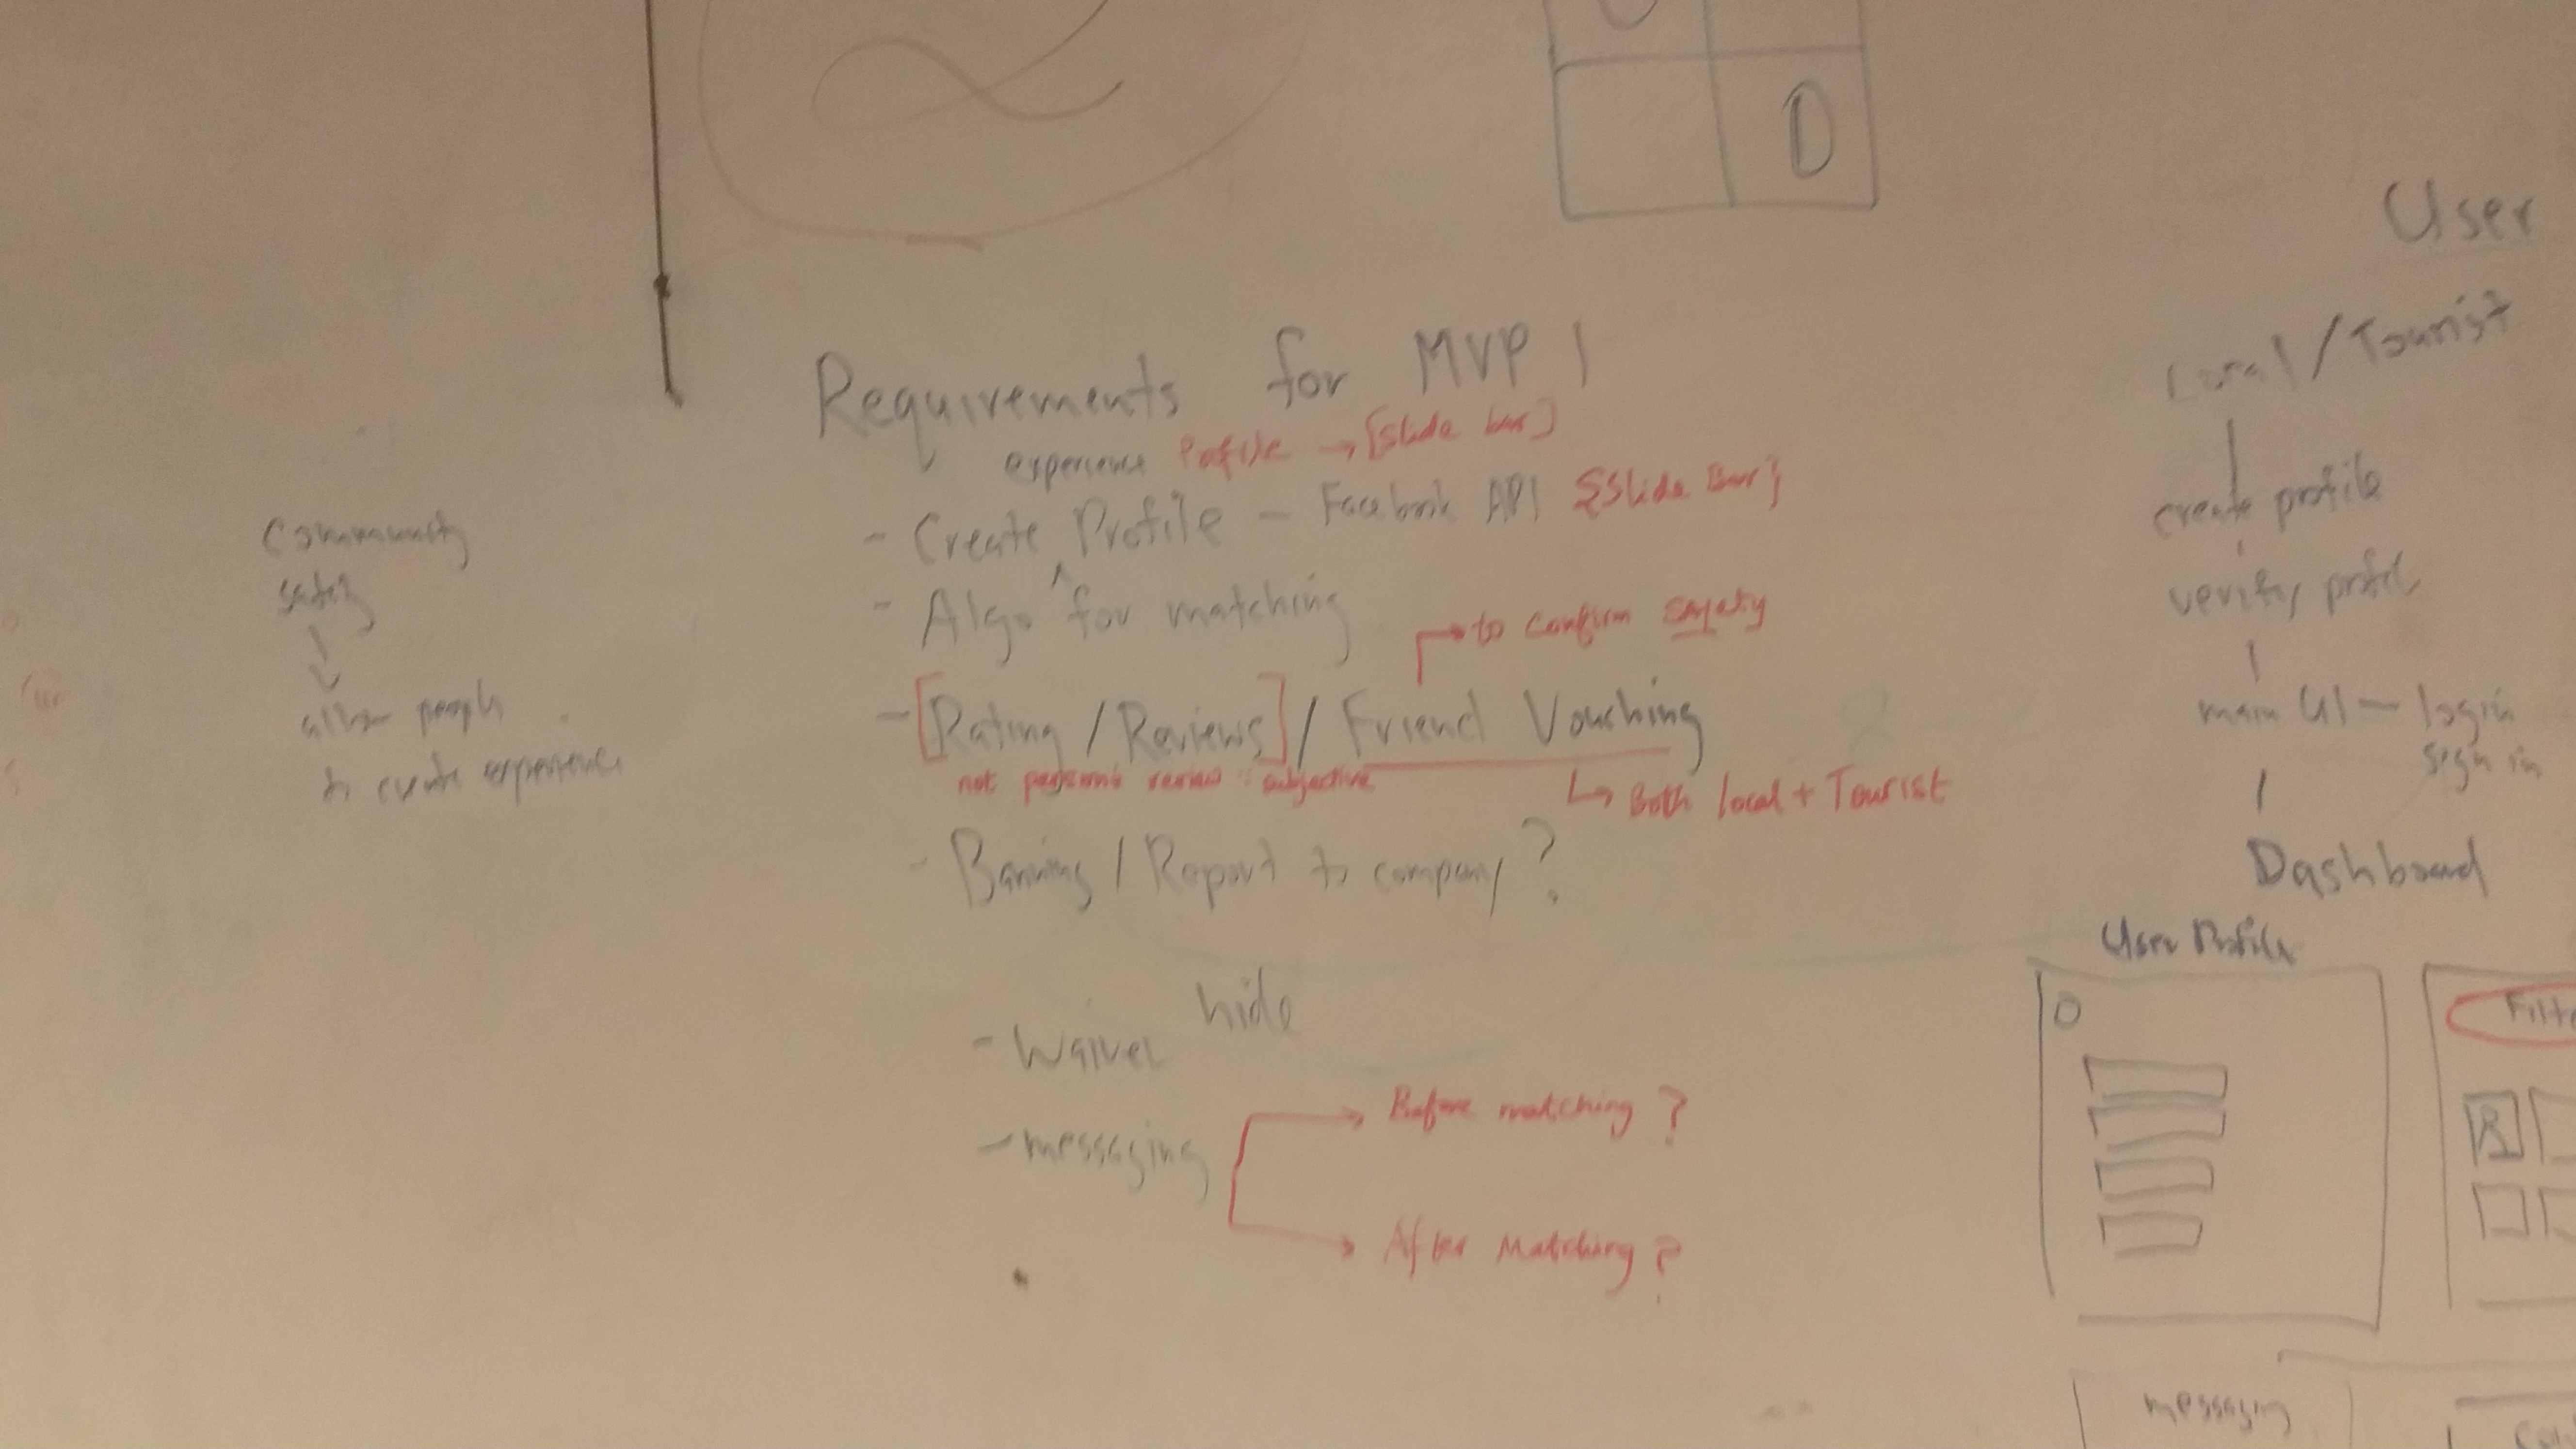 D
Requirements for MVP 1
experience Profile → [Slide bar]
- Create Profile - Facebook API {Slide Bar}
- Algo for matching
→ to confirm safety
- [Rating / Reviews] / Friend Vouching
not person's review : subjective
↳ Both local + Tourist
- Banning / Report to company ?
hide
- Waiver
- messaging
→ Before matching ?
→ After Matching ?
Community
safety
allow people
to create experiences
User
Local / Tourist
create profile
verify profile
main UI - login
sign in
Dashboard
User Profile
messaging